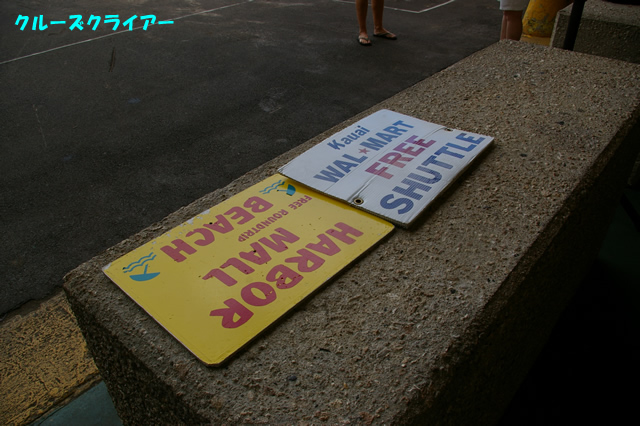 クルーズクライアー
Kauai
WAL★MART
FREE
SHUTTLE
HARBOR
MALL
FREE ROUNDTRIP
BEACH